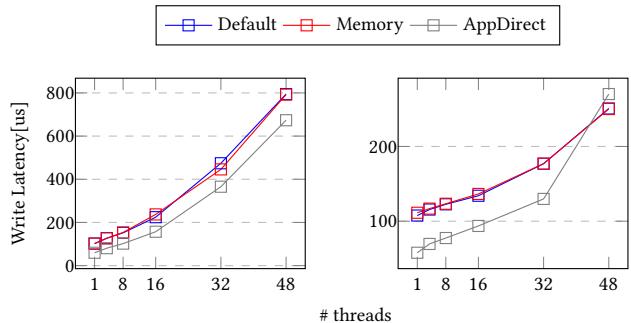 Default Memory AppDirect
Write Latency[us]
800
600
400
200
0
1 8 16 32 48
200
100
1 8 16 32 48
# threads